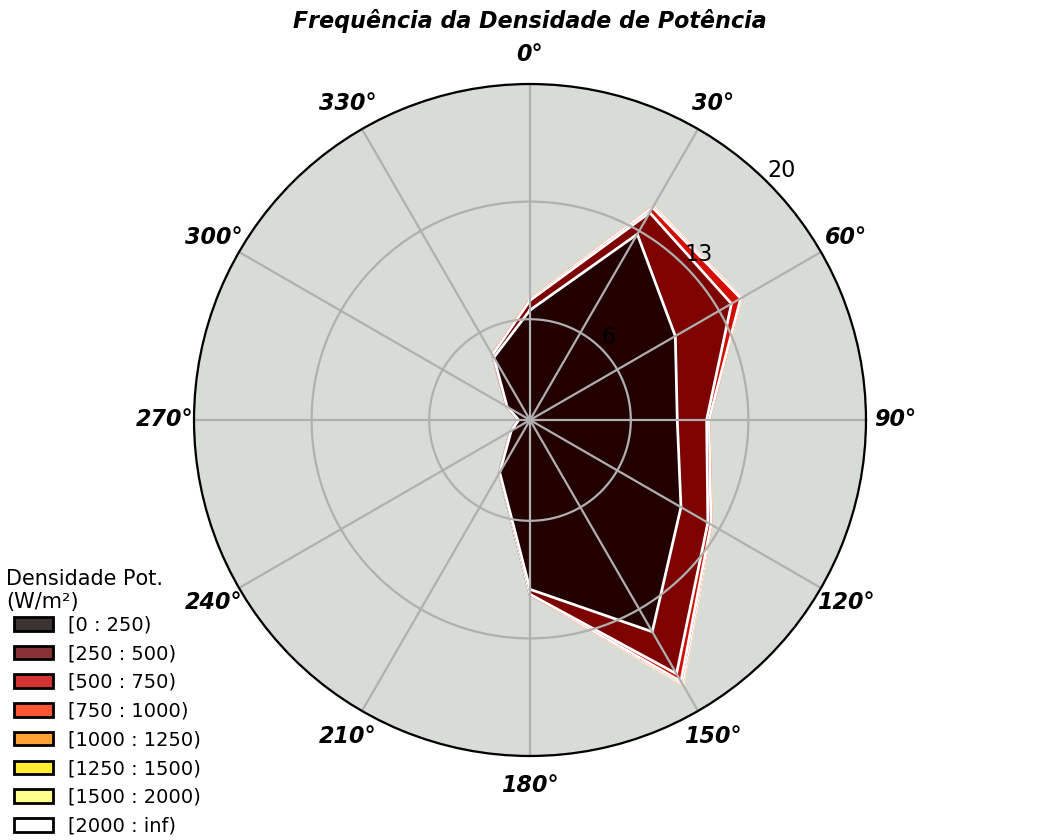 Frequência da Densidade de Potência
0°
330°
30°
20
300°
60°
13
6
270°
90°
240°
120°
210°
150°
180°
Densidade Pot.
(W/m²)
[0 : 250)
[250 : 500)
[500 : 750)
[750 : 1000)
[1000 : 1250)
[1250 : 1500)
[1500 : 2000)
[2000 : inf)